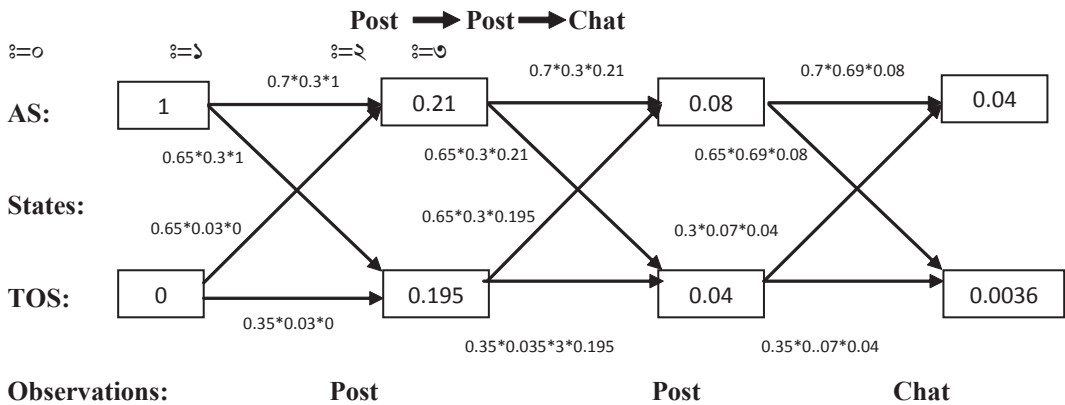 Post Post Chat
ঃ=০ ঃ=১ ঃ=২ ঃ=৩
0.7*0.3*1 0.7*0.3*0.21 0.7*0.69*0.08
AS: 1 0.21 0.08 0.04
0.65*0.3*1 0.65*0.3*0.21 0.65*0.69*0.08
States:
0.65*0.03*0 0.65*0.3*0.195 0.3*0.07*0.04
TOS: 0 0.195 0.04 0.0036
0.35*0.03*0 0.35*0.035*3*0.195 0.35*0..07*0.04
Observations: Post Post Chat